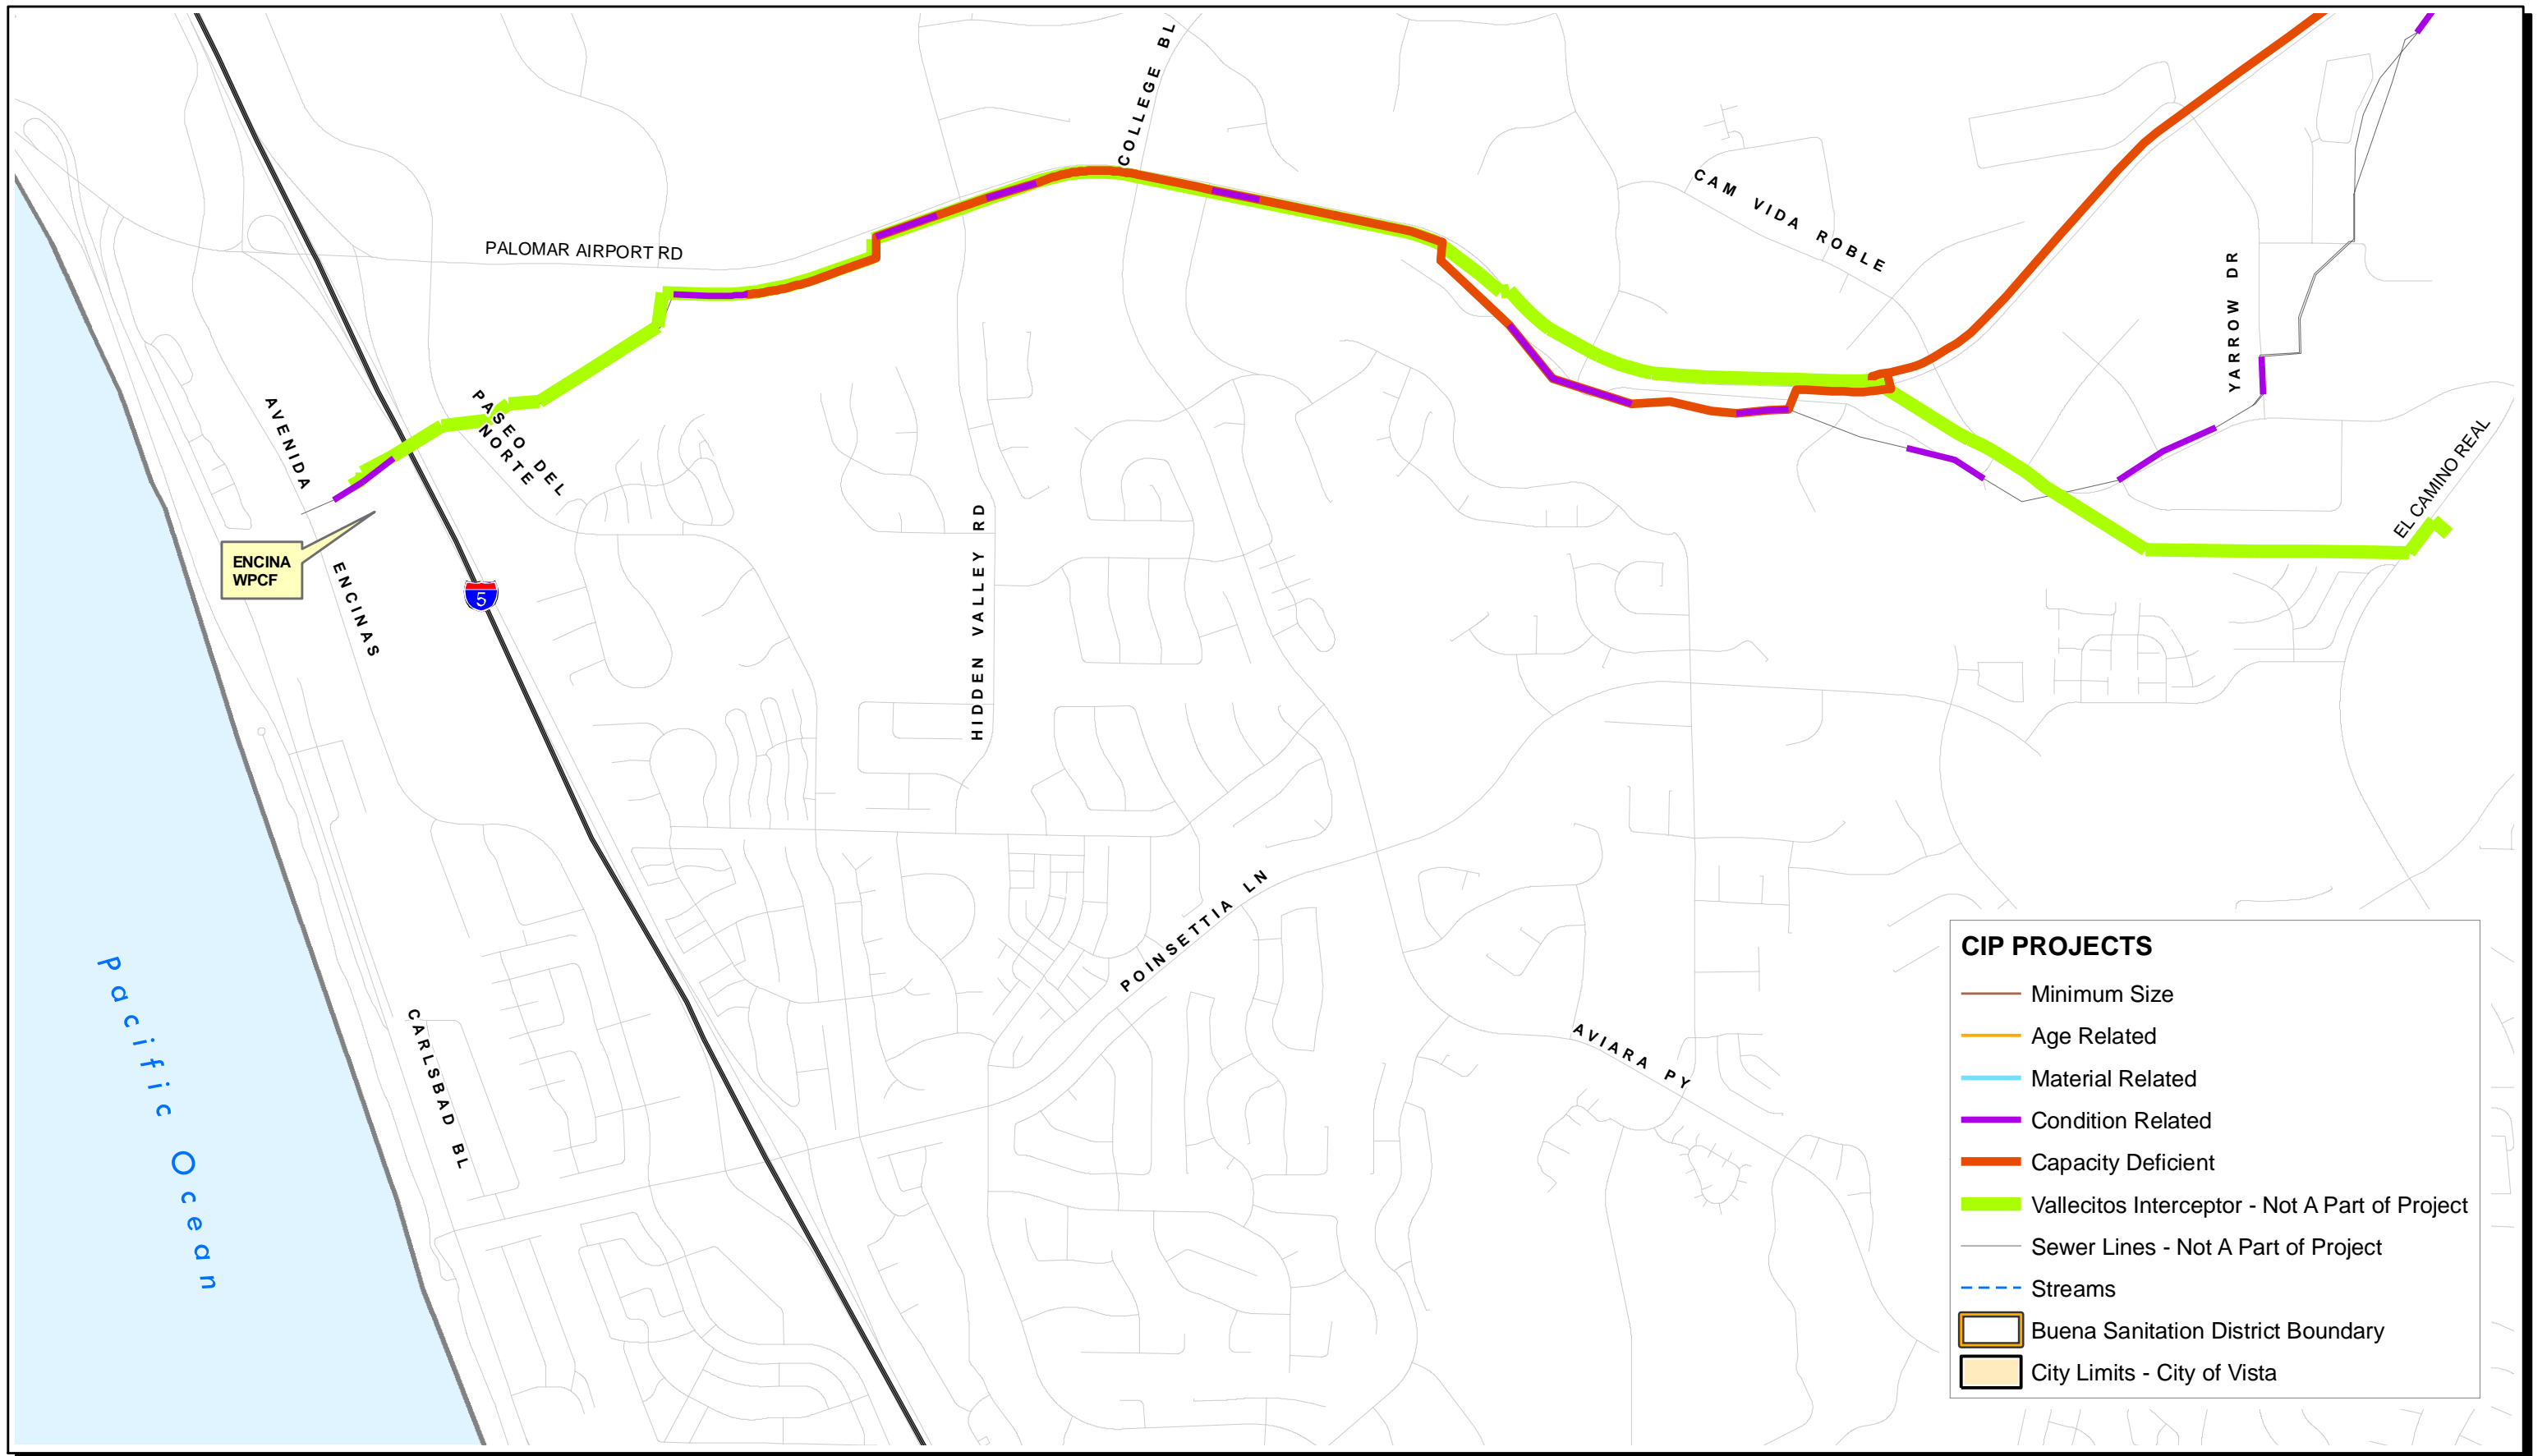 COLLEGE BL
CAM VIDA ROBLE
PALOMAR AIRPORT RD
YARROW DR
AVENIDA
PASEO DEL
NORTE
EL CAMINO REAL
ENCINA
WPCF
ENCINAS
5
HIDDEN VALLEY RD
POINSETTIA LN
Pacific Ocean
CARLSBAD BL
AVIARA PY
CIP PROJECTS
Minimum Size
Age Related
Material Related
Condition Related
Capacity Deficient
Vallecitos Interceptor - Not A Part of Project
Sewer Lines - Not A Part of Project
Streams
Buena Sanitation District Boundary
City Limits - City of Vista